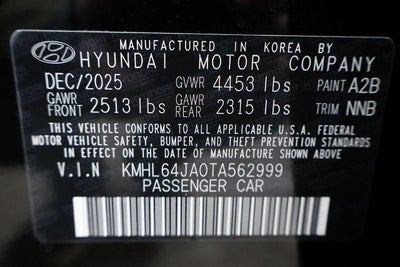 MANUFACTURED IN KOREA BY
HYUNDAI MOTOR COMPANY
DEC/2025 GVWR 4453 lbs PAINT A2B
GAWR FRONT 2513 lbs GAWR REAR 2315 lbs TRIM NNB
THIS VEHICLE CONFORMS TO ALL APPLICABLE U.S.A. FEDERAL
MOTOR VEHICLE SAFETY, BUMPER, AND THEFT PREVENTION STANDARDS
IN EFFECT ON THE DATE OF MANUFACTURE SHOWN ABOVE.
V.I.N KMHL64JA0TA562999
PASSENGER CAR